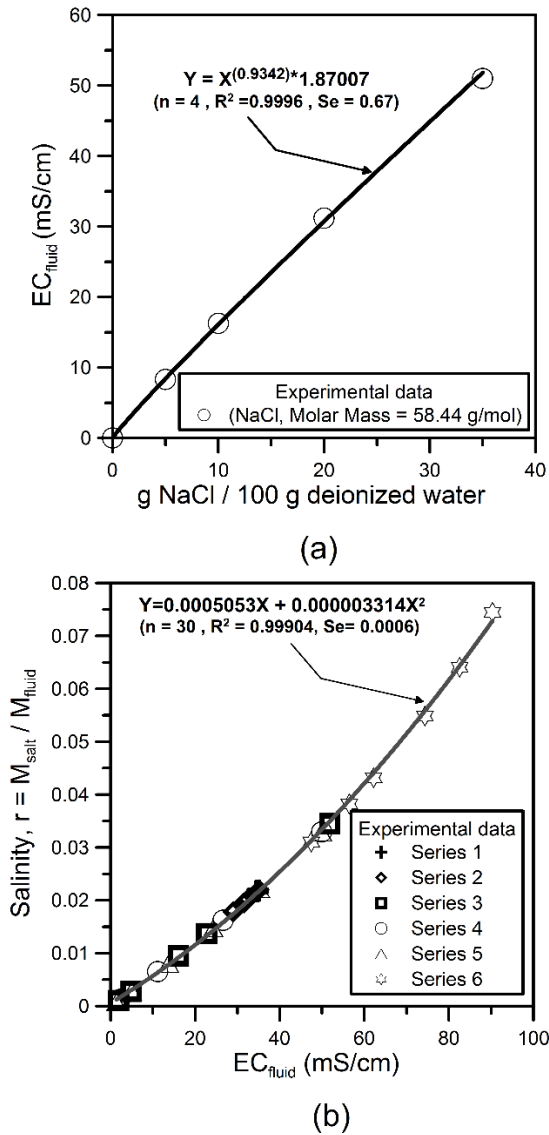 60
50
40
30
20
10
0
EC_fluid (mS/cm)
Y = X^(0.9342)*1.87007
(n = 4 , R² =0.9996 , Se = 0.67)
Experimental data
(NaCl, Molar Mass = 58.44 g/mol)
0 10 20 30 40
g NaCl / 100 g deionized water
(a)
0.08
0.07
0.06
0.05
0.04
0.03
0.02
0.01
0
Salinity, r = M_salt / M_fluid
Y=0.0005053X + 0.000003314X²
(n = 30 , R² = 0.99904, Se= 0.0006)
Experimental data
Series 1
Series 2
Series 3
Series 4
Series 5
Series 6
0 20 40 60 80 100
EC_fluid (mS/cm)
(b)